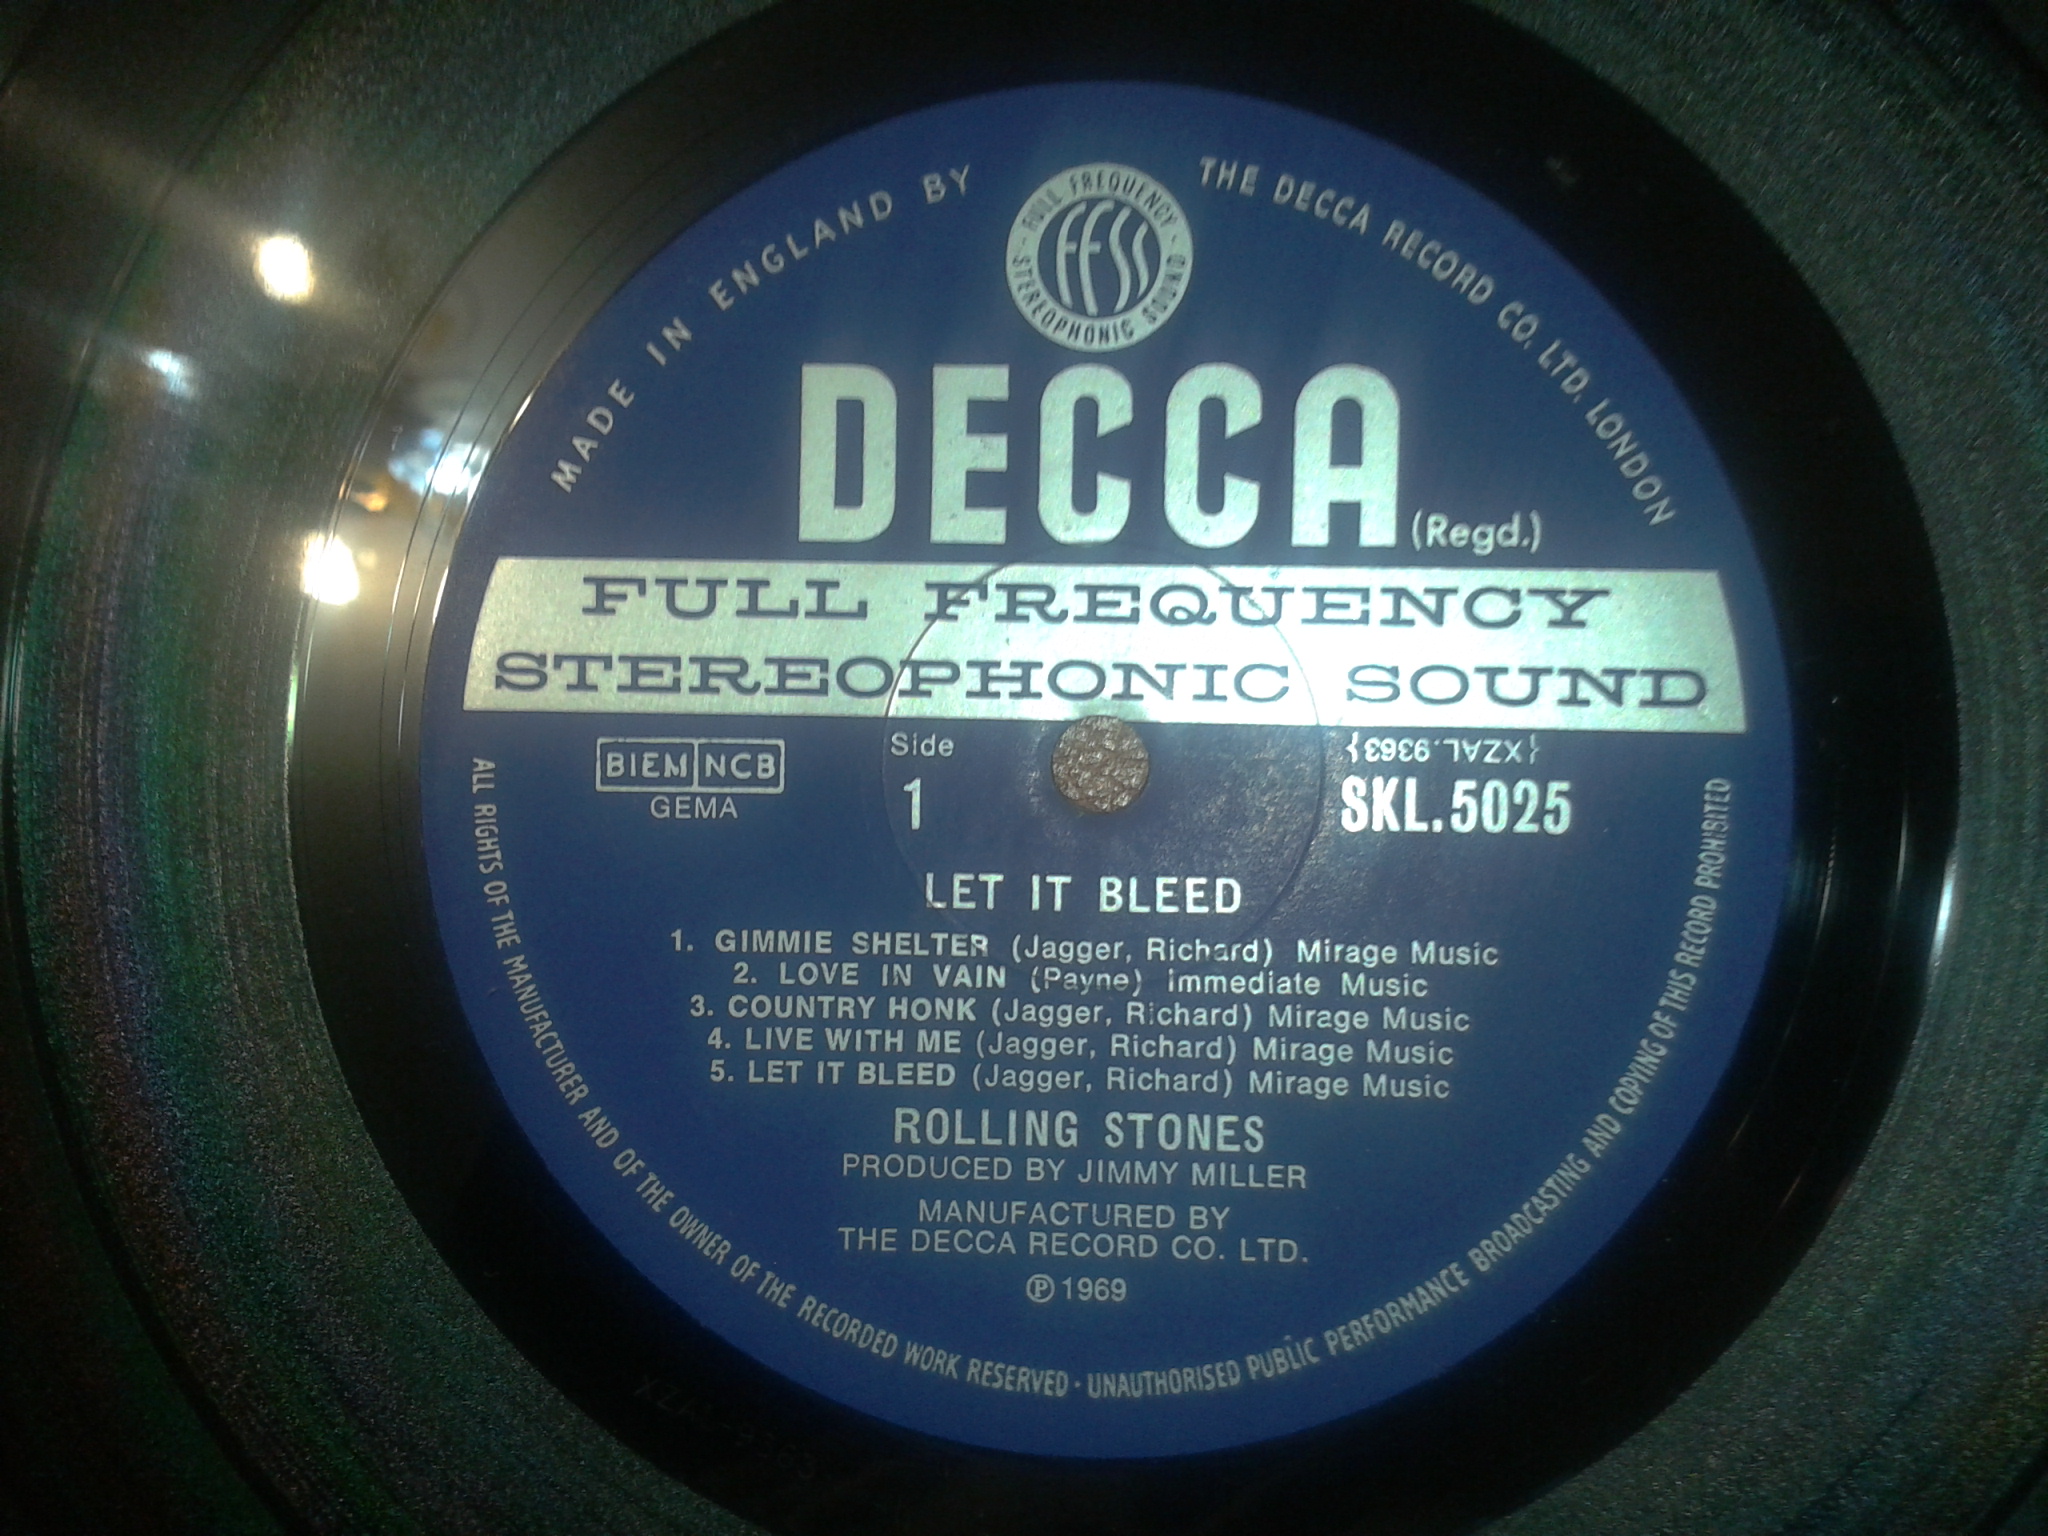 MADE IN ENGLAND BY THE DECCA RECORD CO. LTD. LONDON
FULL FREQUENCY
ffss
STEREOPHONIC SOUND
DECCA (Regd.)
FULL FREQUENCY
STEREOPHONIC SOUND
BIEM NCB
GEMA
Side
1
{XZAL.9363}
SKL.5025
LET IT BLEED
1. GIMMIE SHELTER (Jagger, Richard) Mirage Music
2. LOVE IN VAIN (Payne) Immediate Music
3. COUNTRY HONK (Jagger, Richard) Mirage Music
4. LIVE WITH ME (Jagger, Richard) Mirage Music
5. LET IT BLEED (Jagger, Richard) Mirage Music
ROLLING STONES
PRODUCED BY JIMMY MILLER
MANUFACTURED BY
THE DECCA RECORD CO. LTD.
℗ 1969
ALL RIGHTS OF THE MANUFACTURER AND OF THE OWNER OF THE RECORDED WORK RESERVED · UNAUTHORISED PUBLIC PERFORMANCE BROADCASTING AND COPYING OF THIS RECORD PROHIBITED